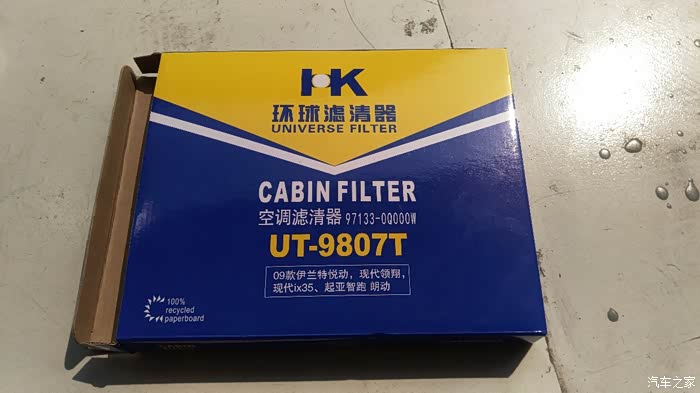 HK
环球滤清器
UNIVERSE FILTER
CABIN FILTER
空调滤清器 97133-0Q000W
UT-9807T
09款伊兰特悦动, 现代领翔,
现代ix35、起亚智跑 朗动
100%
recycled
paperboard
汽车之家